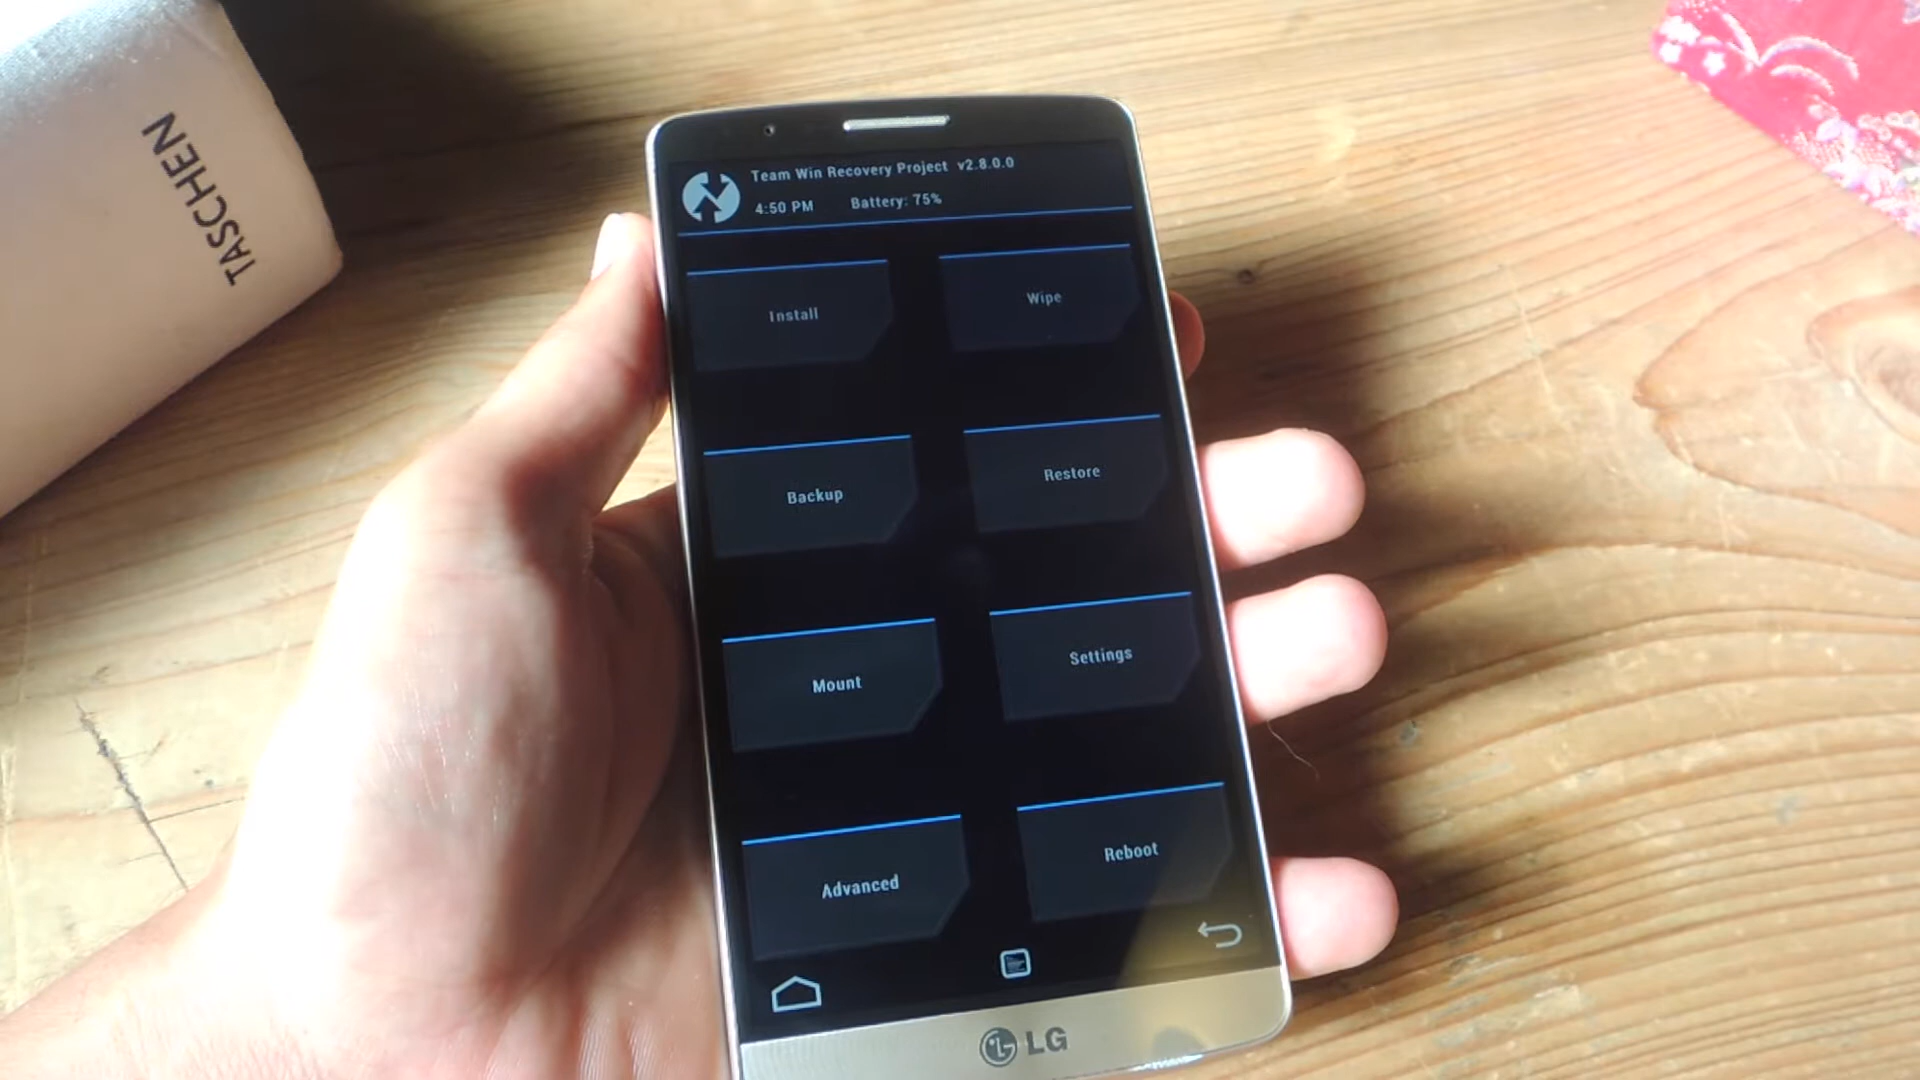 TASCHEN
Team Win Recovery Project v2.8.0.0
4:50 PM Battery: 75%
Install
Wipe
Backup
Restore
Mount
Settings
Advanced
Reboot
LG